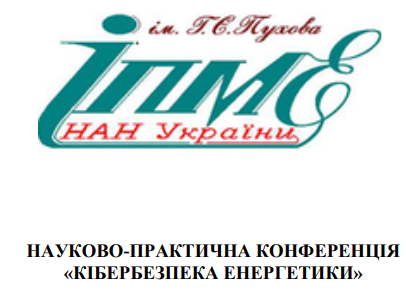 ім. Г.Є.Пухова
ІПМЕ
НАН України
НАУКОВО-ПРАКТИЧНА КОНФЕРЕНЦІЯ
«КІБЕРБЕЗПЕКА ЕНЕРГЕТИКИ»